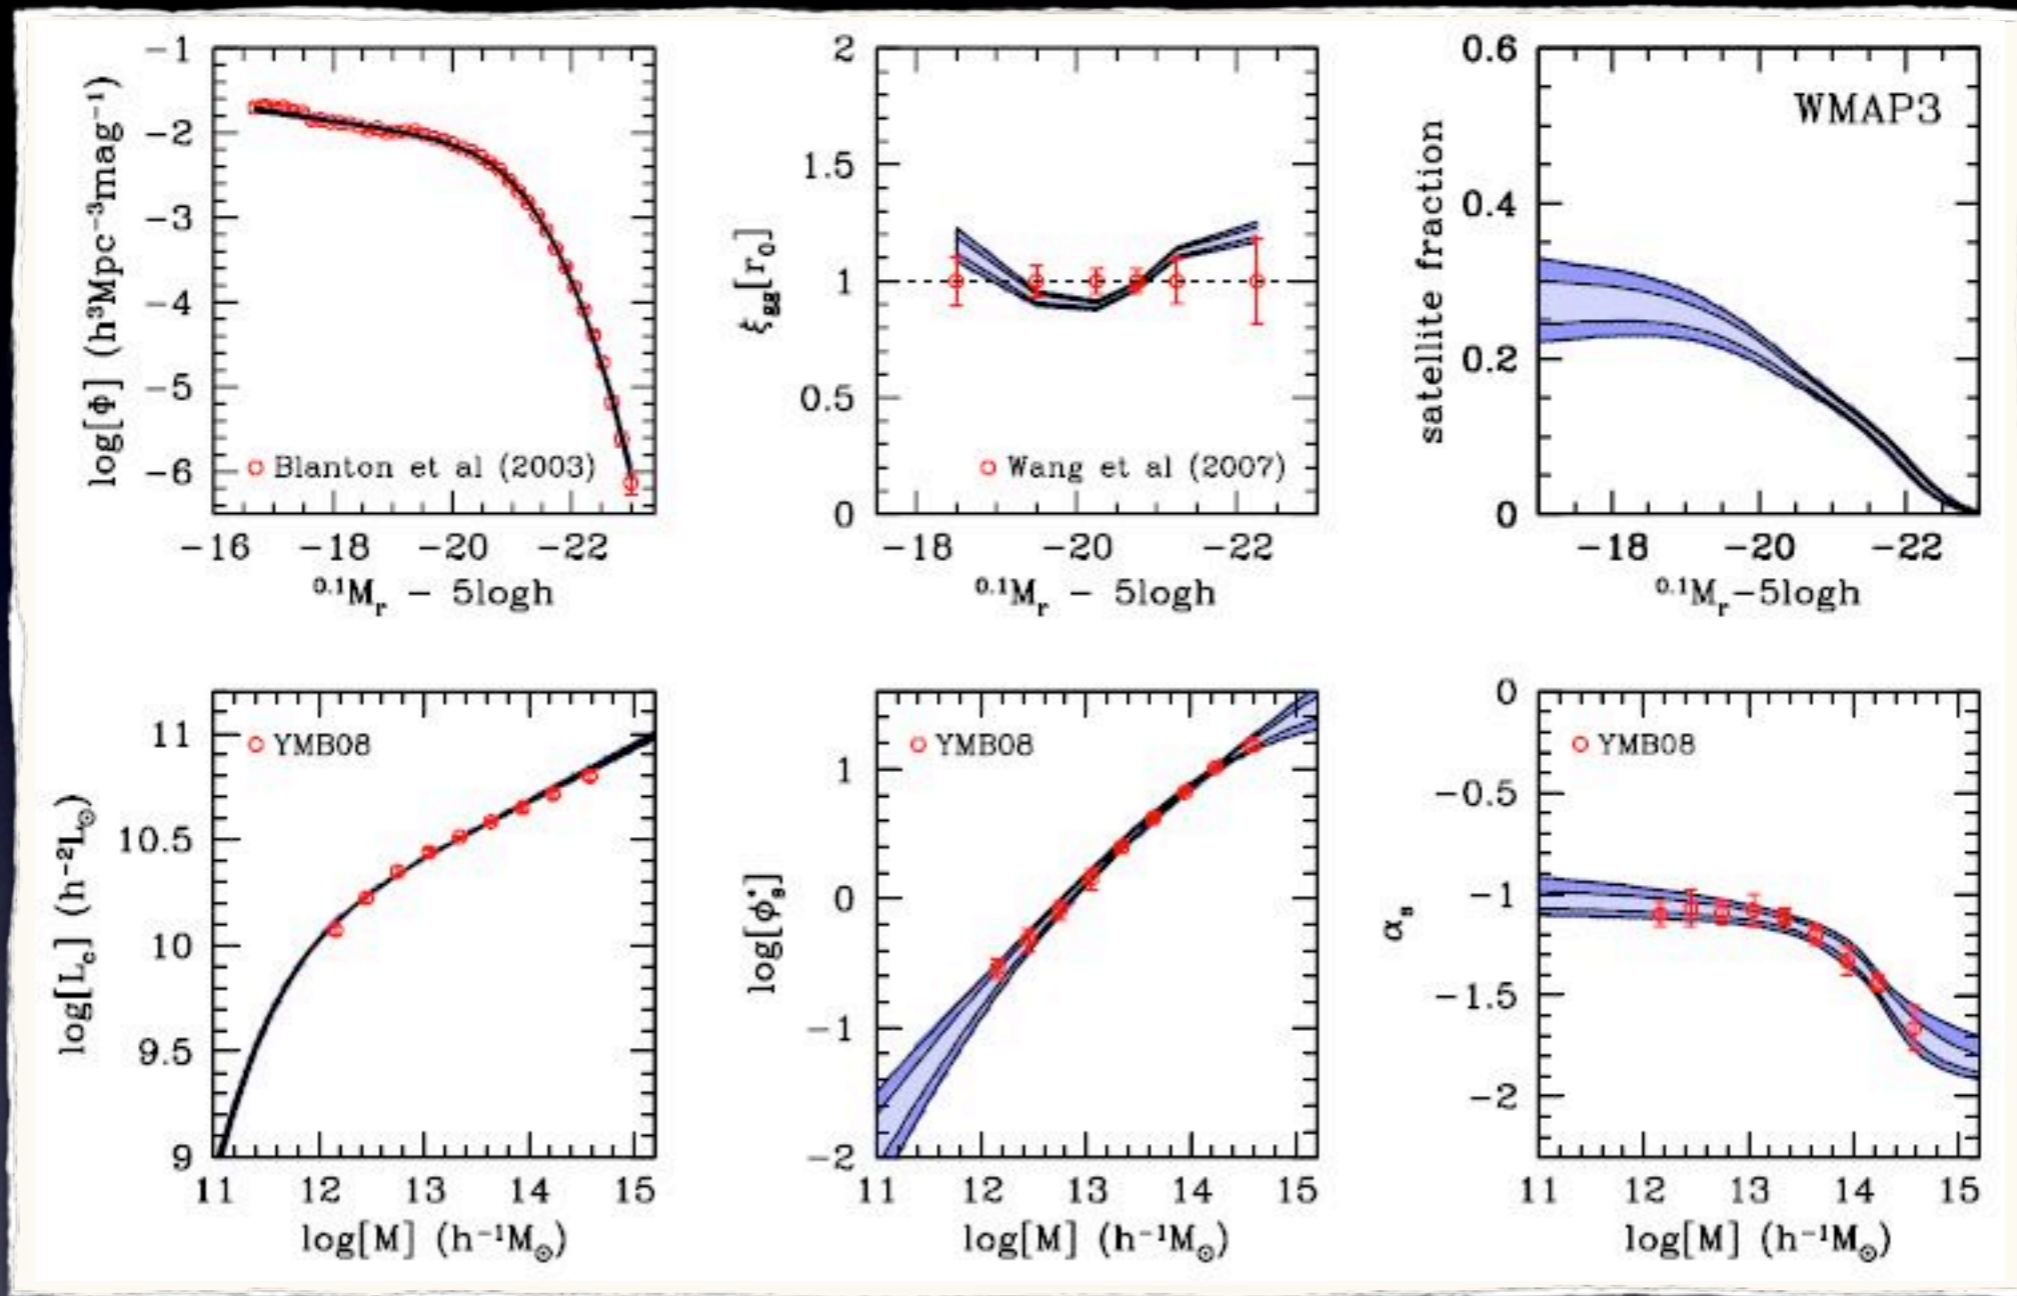 -1
-2
-3
-4
-5
-6
log[Φ] (h³Mpc⁻³mag⁻¹)
Blanton et al (2003)
-16 -18 -20 -22
⁰·¹Mᵣ - 5logh
2
1.5
1
0.5
0
ξgg[r₀]
Wang et al (2007)
-18 -20 -22
⁰·¹Mᵣ - 5logh
0.6
0.4
0.2
0
satellite fraction
WMAP3
-18 -20 -22
⁰·¹Mᵣ-5logh
11
10.5
10
9.5
9
log[L_c] (h⁻²L⊙)
YMB08
11 12 13 14 15
log[M] (h⁻¹M⊙)
1
0
-1
-2
log[ϕ*ₛ]
YMB08
11 12 13 14 15
log[M] (h⁻¹M⊙)
0
-0.5
-1
-1.5
-2
αₛ
YMB08
11 12 13 14 15
log[M] (h⁻¹M⊙)